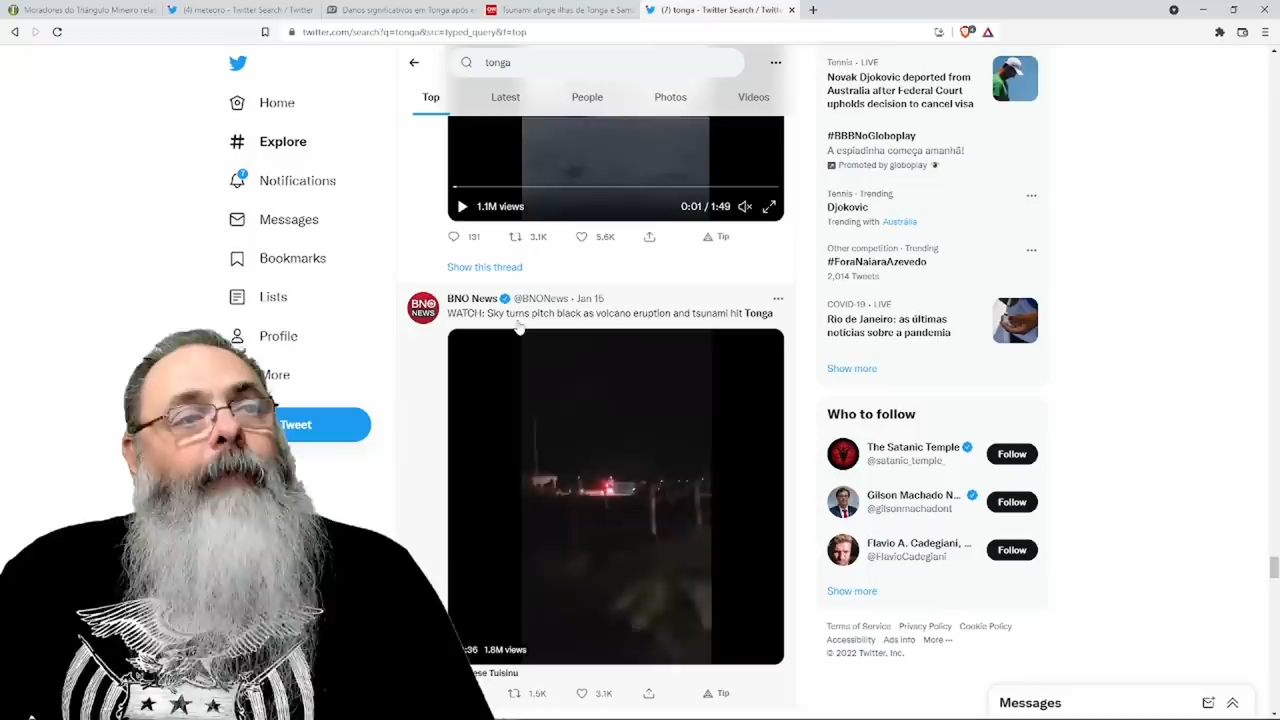 Moradores do Triângulo Mineiro rela
(4) meteoro - Twitter Search / Twitter
Danos significativos em Tonga após e
Tsunami atinge ilhas de Tonga e Sam
(7) tonga - Twitter Search / Twitte
twitter.com/search?q=tonga&src=typed_query&f=top
tonga
Top
Latest
People
Photos
Videos
Home
Explore
7
Notifications
Messages
Bookmarks
Lists
Profile
More
Tweet
1.1M views
0:01 / 1:49
131
3.1K
5.6K
Tip
Show this thread
BNO NEWS
BNO News @BNONews · Jan 15
WATCH: Sky turns pitch black as volcano eruption and tsunami hit Tonga
:36 1.8M views
ese Tuisinu
1.5K
3.1K
Tip
Tennis · LIVE
Novak Djokovic deported from
Australia after Federal Court
upholds decision to cancel visa
#BBBNoGloboplay
A espiadinha começa amanhã!
Promoted by globoplay
Tennis · Trending
Djokovic
Trending with Austrália
Other competition · Trending
#ForaNaiaraAzevedo
2,014 Tweets
COVID-19 · LIVE
Rio de Janeiro: as últimas
notícias sobre a pandemia
Show more
Who to follow
The Satanic Temple
@satanic_temple_
Follow
Gilson Machado N...
@gilsonmachadont
Follow
Flavio A. Cadegiani, ...
@FlavioCadegiani
Follow
Show more
Terms of Service Privacy Policy Cookie Policy
Accessibility Ads info More ···
© 2022 Twitter, Inc.
Messages